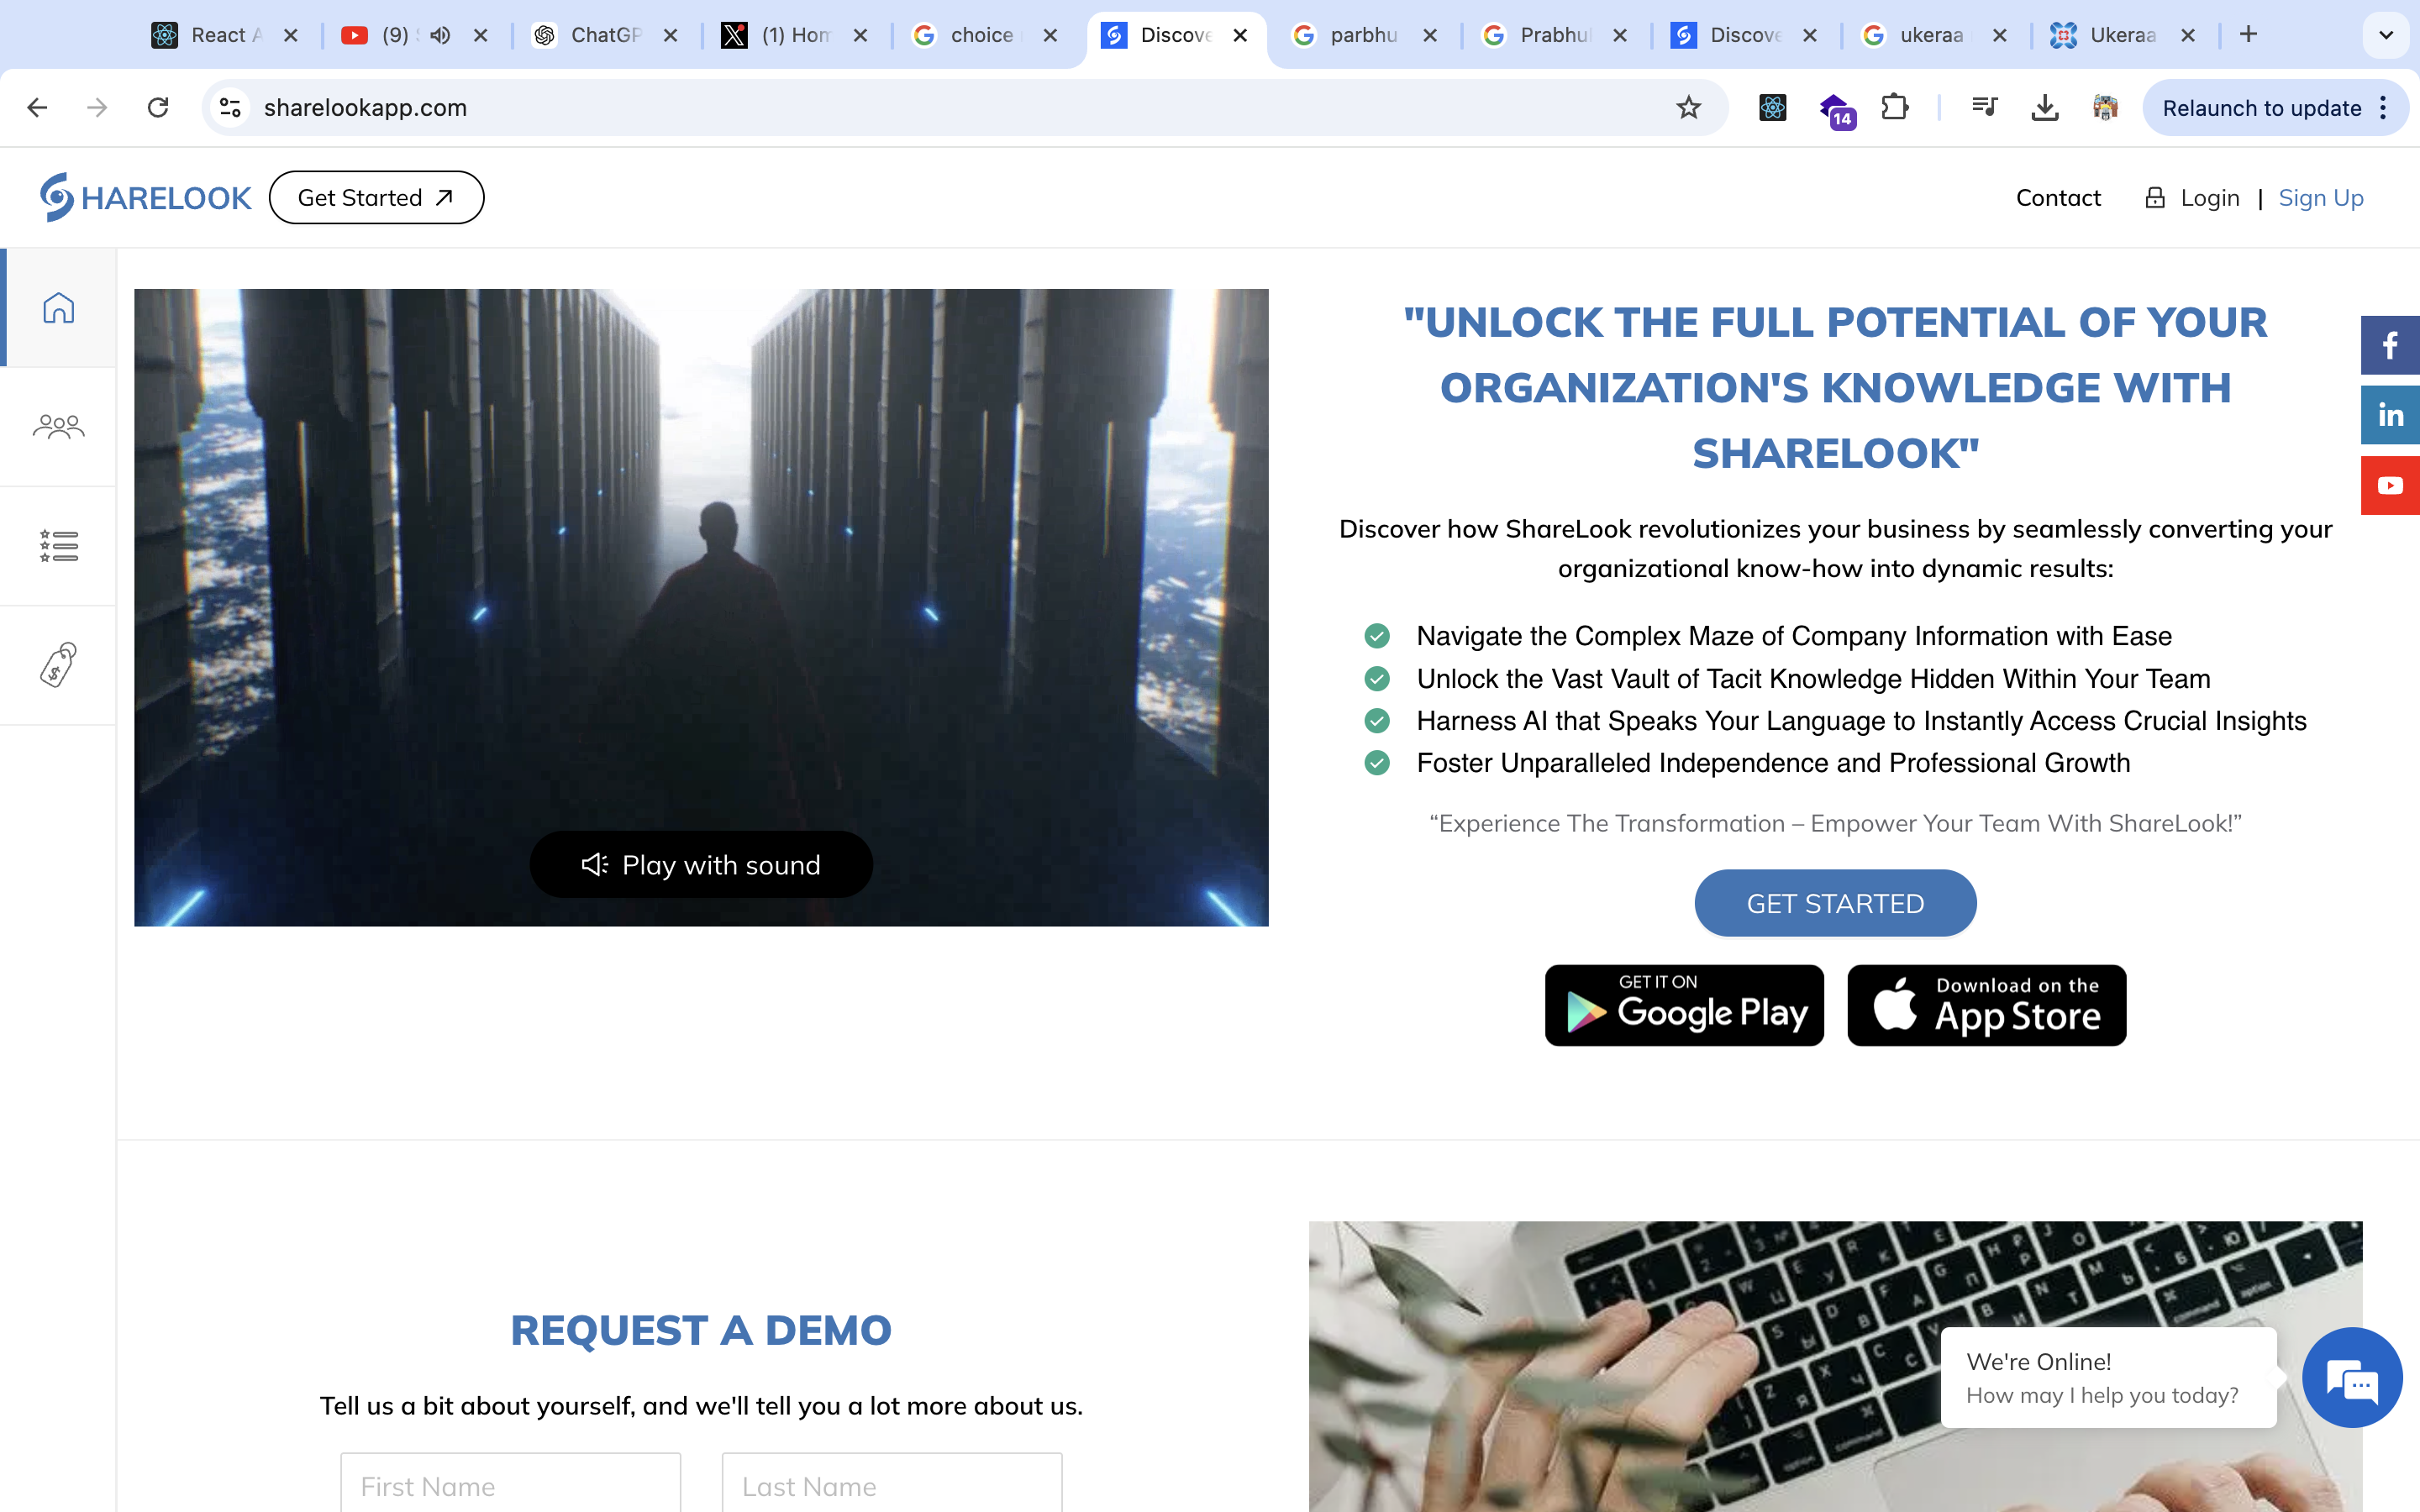 React A
(9)
ChatGP
(1) Hom
choice
Discove
parbhu
Prabhu
Discove
ukeraa
Ukeraa
sharelookapp.com
14
Relaunch to update
HARELOOK
Get Started
Contact
Login | Sign Up
"UNLOCK THE FULL POTENTIAL OF YOUR
ORGANIZATION'S KNOWLEDGE WITH
SHARELOOK"
Discover how ShareLook revolutionizes your business by seamlessly converting your
organizational know-how into dynamic results:
Navigate the Complex Maze of Company Information with Ease
Unlock the Vast Vault of Tacit Knowledge Hidden Within Your Team
Harness AI that Speaks Your Language to Instantly Access Crucial Insights
Foster Unparalleled Independence and Professional Growth
“Experience The Transformation – Empower Your Team With ShareLook!”
Play with sound
GET STARTED
GET IT ON
Google Play
Download on the
App Store
REQUEST A DEMO
Tell us a bit about yourself, and we'll tell you a lot more about us.
First Name
Last Name
We're Online!
How may I help you today?